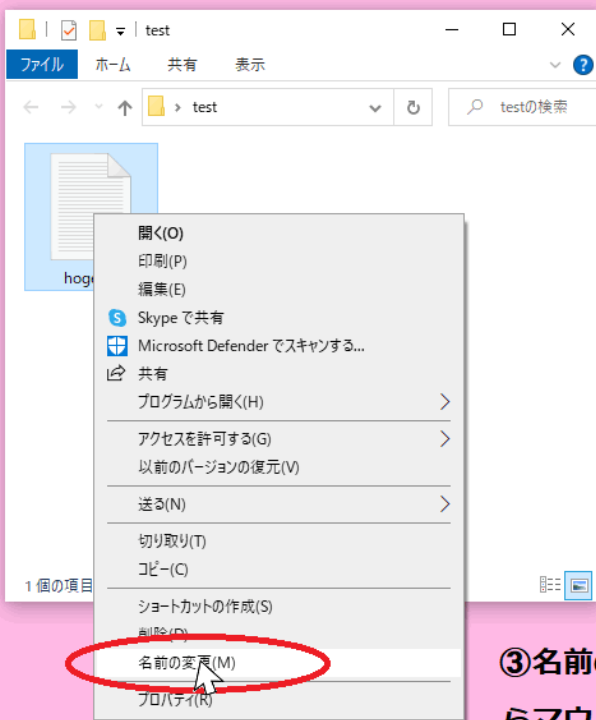 test
ファイル ホーム 共有 表示
test
testの検索
hoge
開く(O)
印刷(P)
編集(E)
Skype で共有
Microsoft Defender でスキャンする...
共有
プログラムから開く(H)
アクセスを許可する(G)
以前のバージョンの復元(V)
送る(N)
切り取り(T)
コピー(C)
1 個の項目
ショートカットの作成(S)
削除(D)
名前の変更(M)
③名前
プロパティ(R)
らマウ